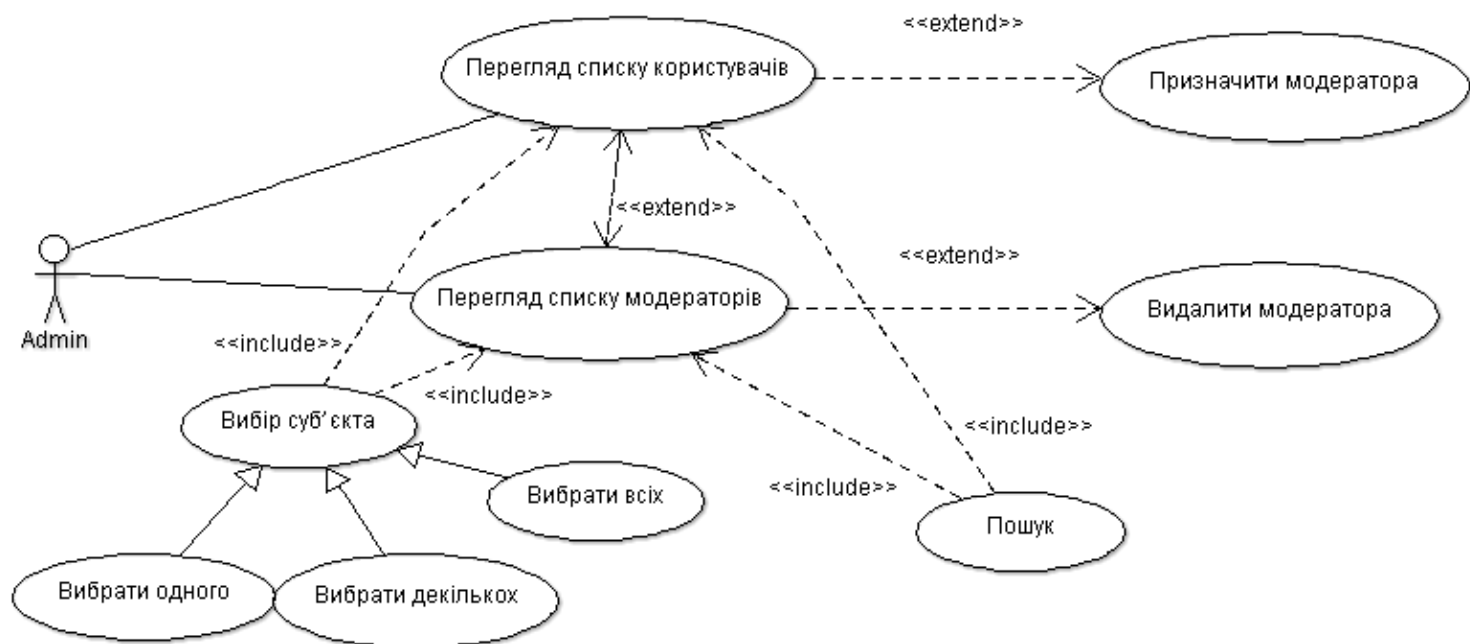 <<extend>>
Перегляд списку користувачів
Призначити модератора
<<extend>>
<<extend>>
Перегляд списку модераторів
Видалити модератора
Admin
<<include>>
<<include>>
Вибір суб'єкта
<<include>>
<<include>>
Вибрати всіх
Пошук
Вибрати одного
Вибрати декількох